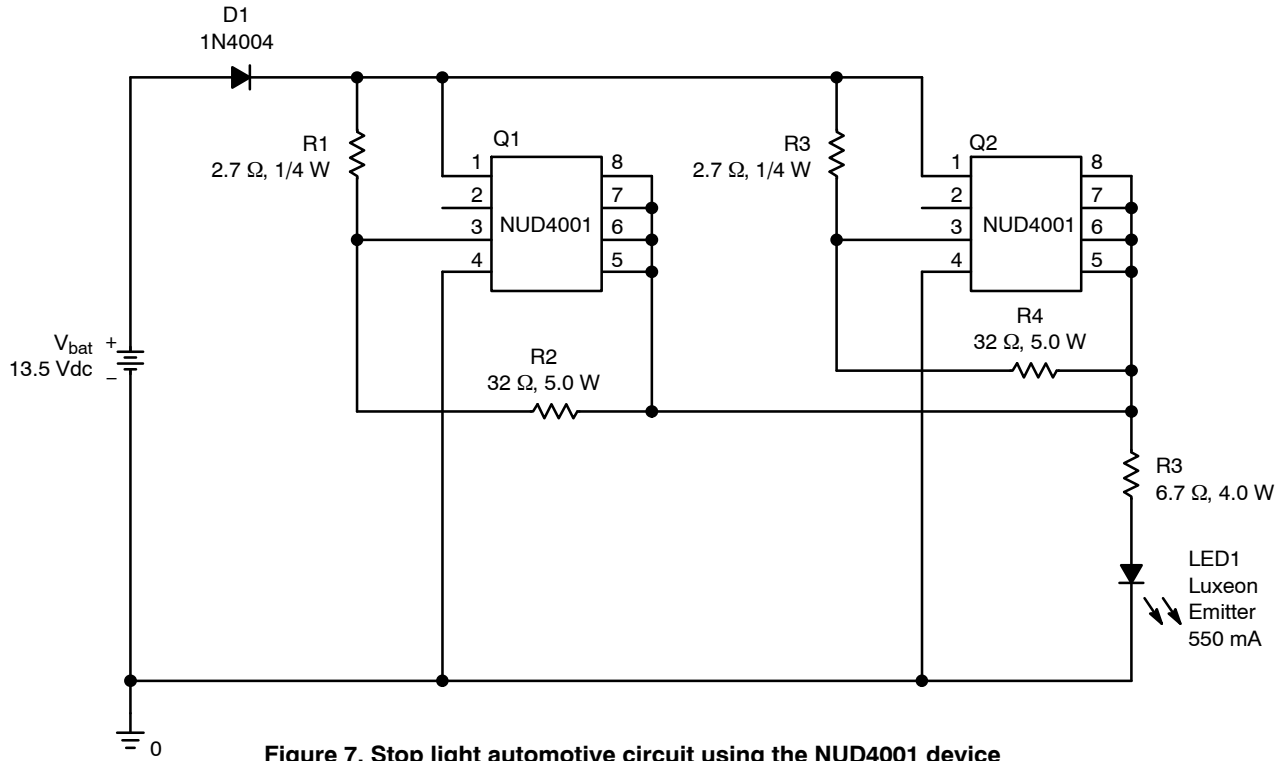 D1
1N4004
R1
2.7 Ω, 1/4 W
Q1
1
2
3
4
NUD4001
8
7
6
5
R3
2.7 Ω, 1/4 W
Q2
1
2
3
4
NUD4001
8
7
6
5
R4
32 Ω, 5.0 W
Vbat
13.5 Vdc
+
−
R2
32 Ω, 5.0 W
R3
6.7 Ω, 4.0 W
LED1
Luxeon
Emitter
550 mA
0
Figure 7. Stop light automotive circuit using the NUD4001 device